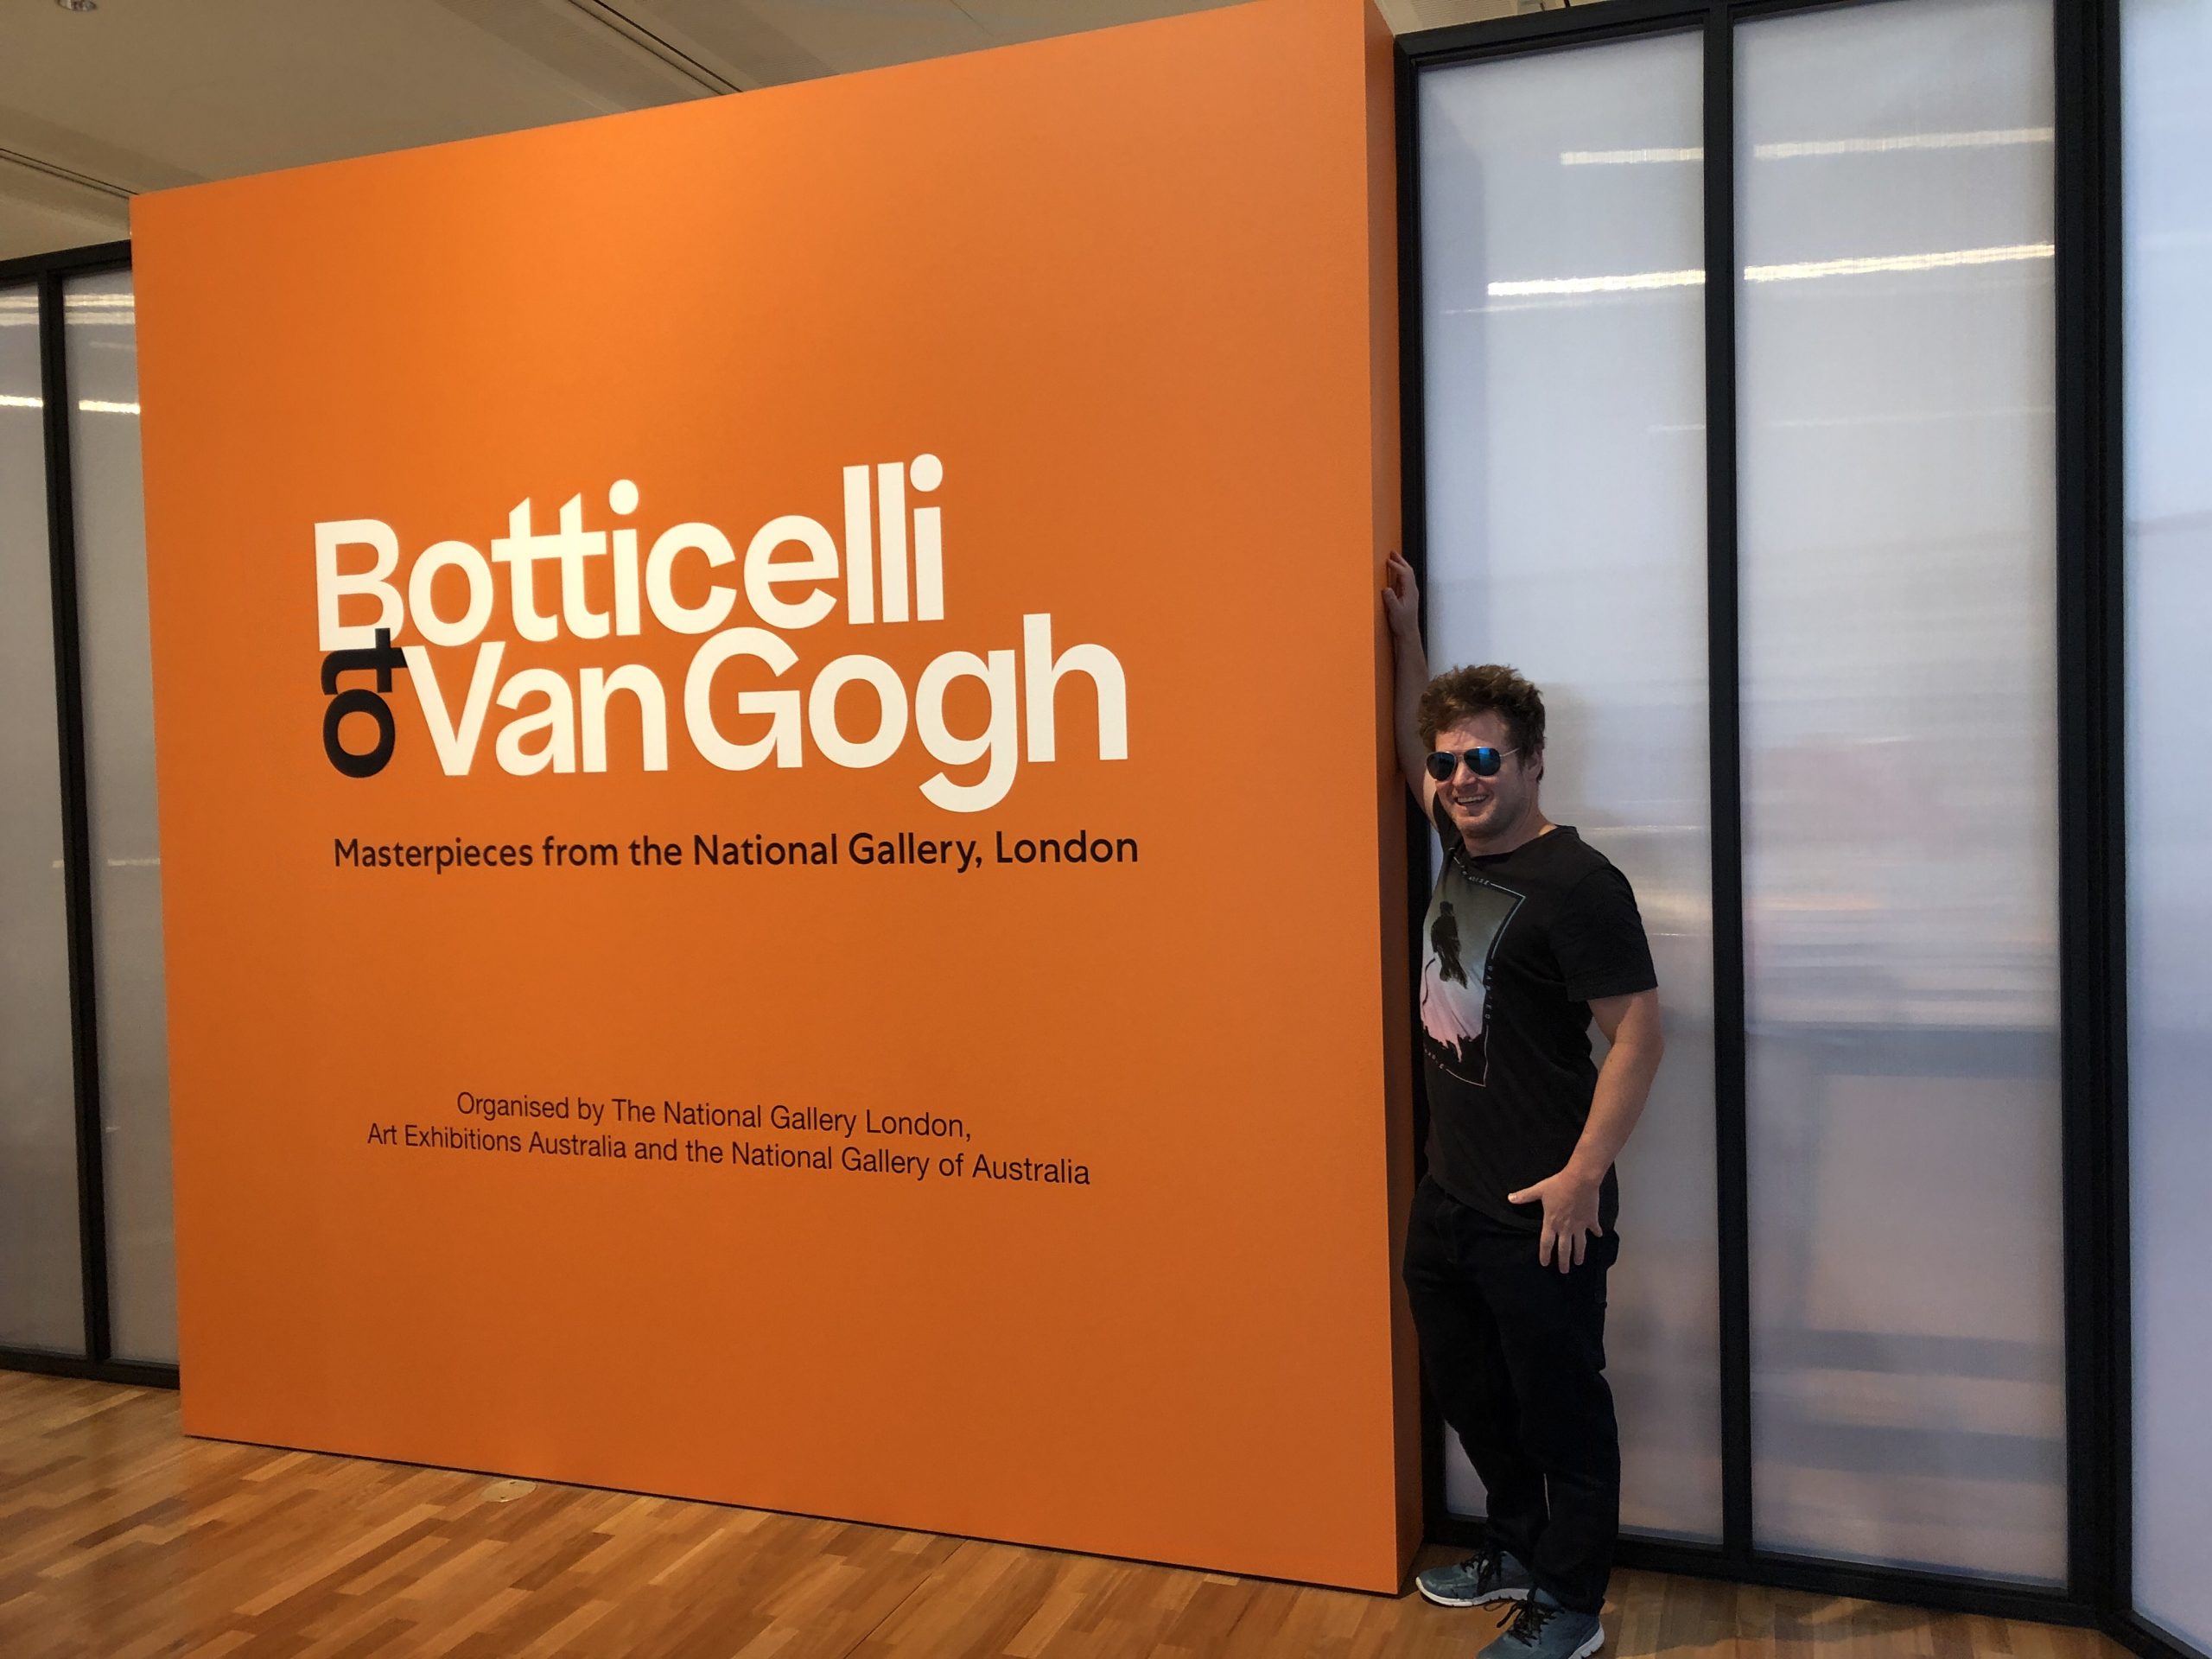 Botticelli
to Van Gogh
Masterpieces from the National Gallery, London
Organised by The National Gallery London,
Art Exhibitions Australia and the National Gallery of Australia